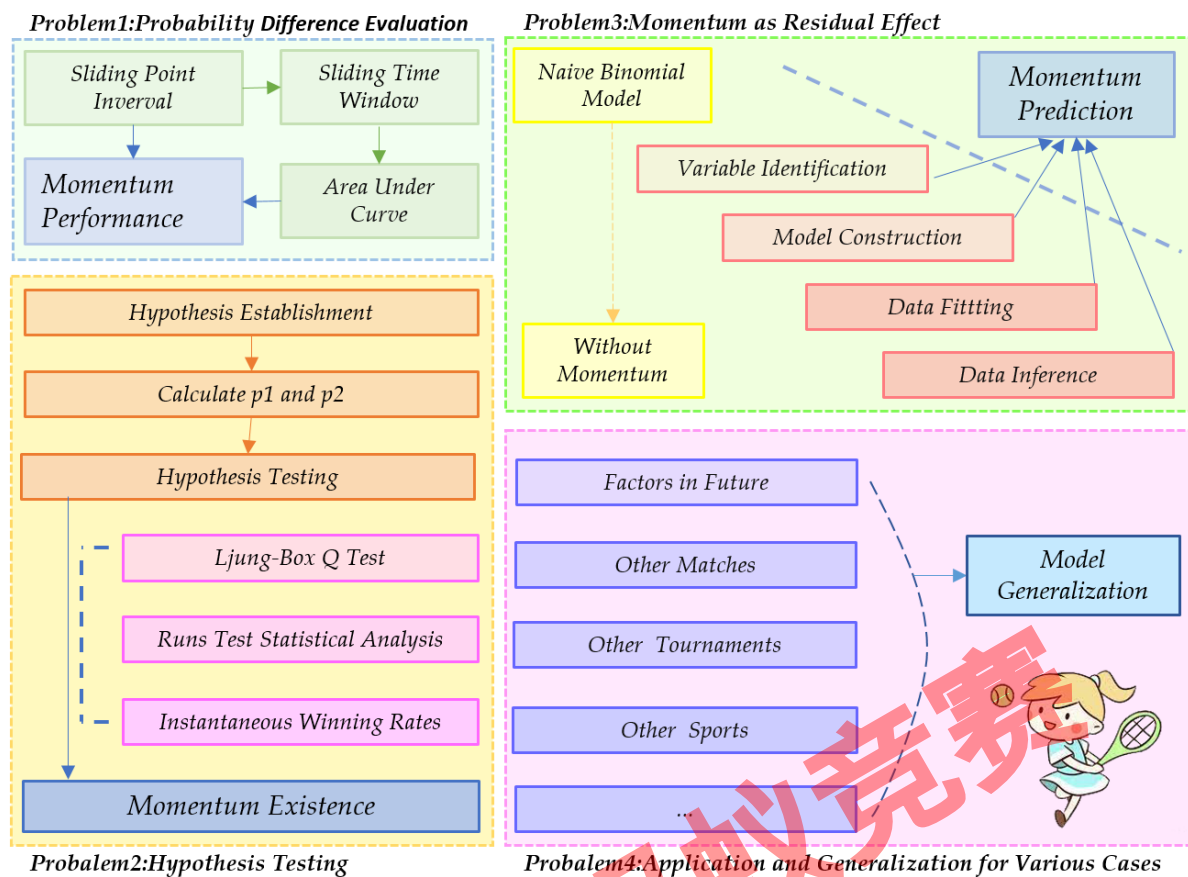 Problem1:Probability Difference Evaluation
Sliding Point
Inverval
Sliding Time
Window
Momentum
Performance
Area Under
Curve
Hypothesis Establishment
Calculate p1 and p2
Hypothesis Testing
Ljung-Box Q Test
Runs Test Statistical Analysis
Instantaneous Winning Rates
Momentum Existence
Probalem2:Hypothesis Testing
Problem3:Momentum as Residual Effect
Naive Binomial
Model
Momentum
Prediction
Variable Identification
Model Construction
Data Fittting
Without
Momentum
Data Inference
Factors in Future
Other Matches
Other Tournaments
Other Sports
...
Model
Generalization
Probalem4:Application and Generalization for Various Cases
蚁竞赛